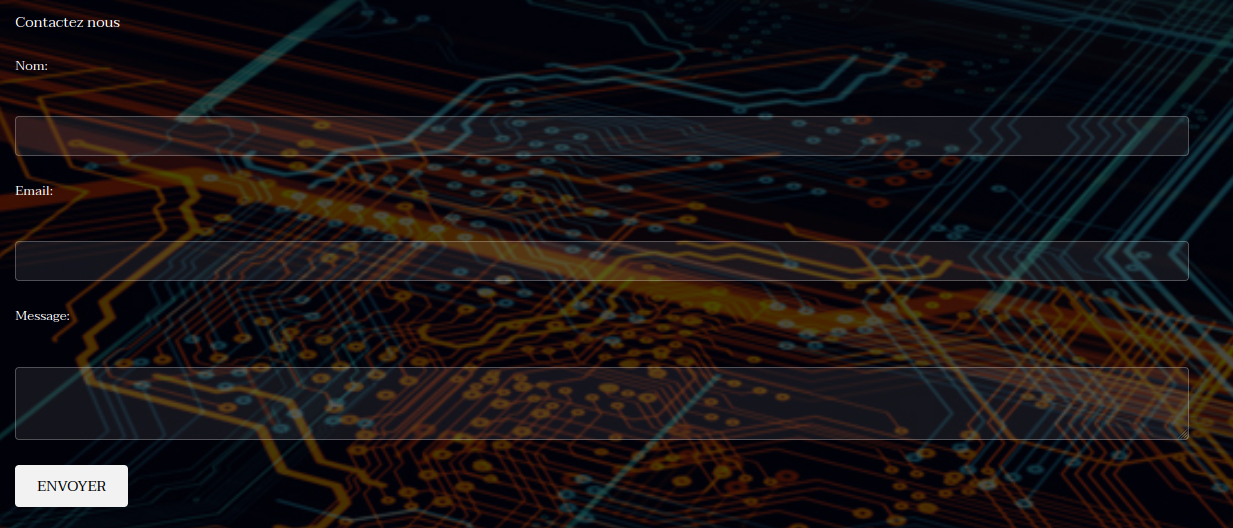 Contactez nous
Nom:
Email:
Message:
ENVOYER